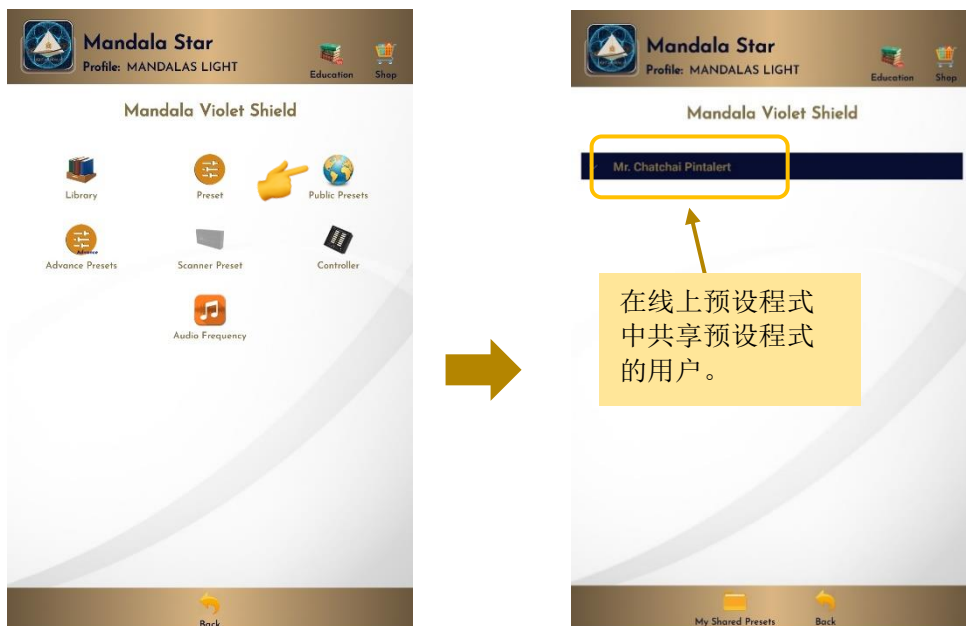 Mandala Star
Profile: MANDALAS LIGHT
Education
Shop
Mandala Violet Shield
Library
Preset
Public Presets
Advance
Advance Presets
Scanner Preset
Controller
Audio Frequency
Back
Mandala Star
Profile: MANDALAS LIGHT
Education
Shop
Mandala Violet Shield
Mr. Chatchai Pintalert
在线上预设程式
中共享预设程式
的用户。
My Shared Presets
Back